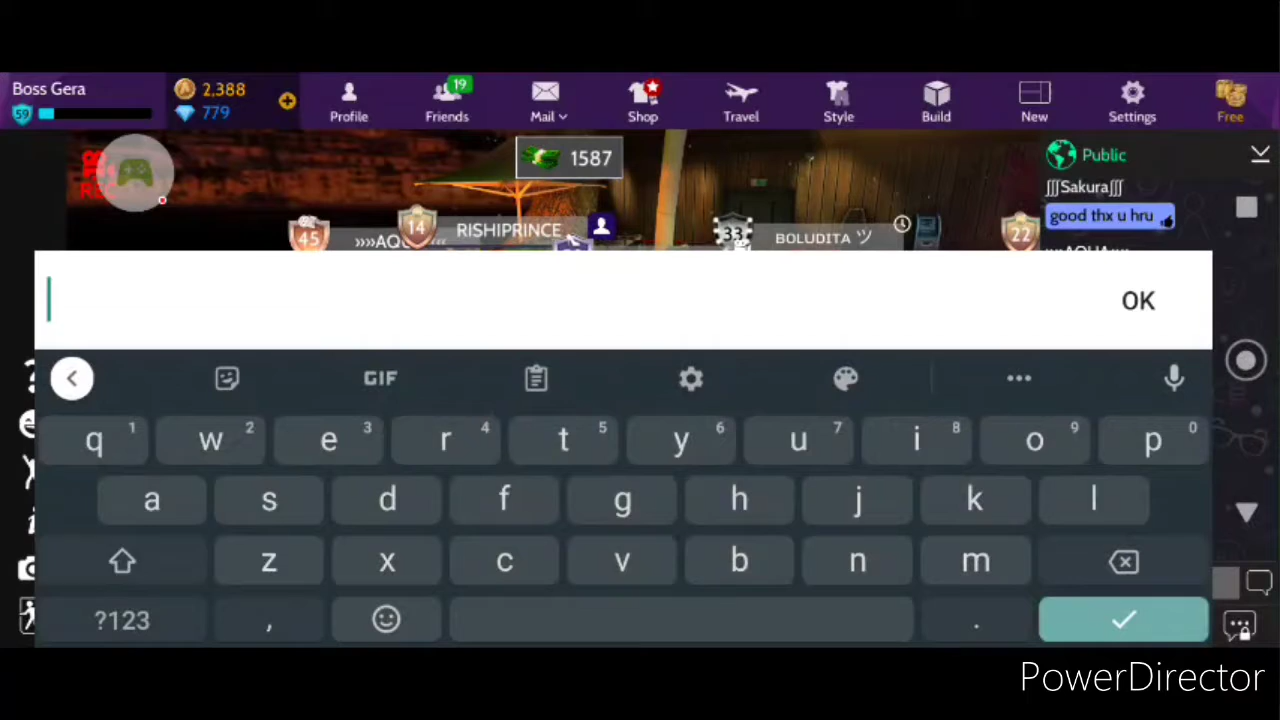 Boss Gera
59
2,388
779
Profile
19
Friends
Mail
Shop
Travel
Style
Build
New
Settings
Free
1587
Public
ʃʃʃSakuraʃʃʃ
good thx u hru
45
14
RISHIPRINCE
33
BOLUDITA ツ
22
OK
GIF
q 1 w 2 e 3 r 4 t 5 y 6 u 7 i 8 o 9 p 0
a s d f g h j k l
z x c v b n m
?123 , .
PowerDirector